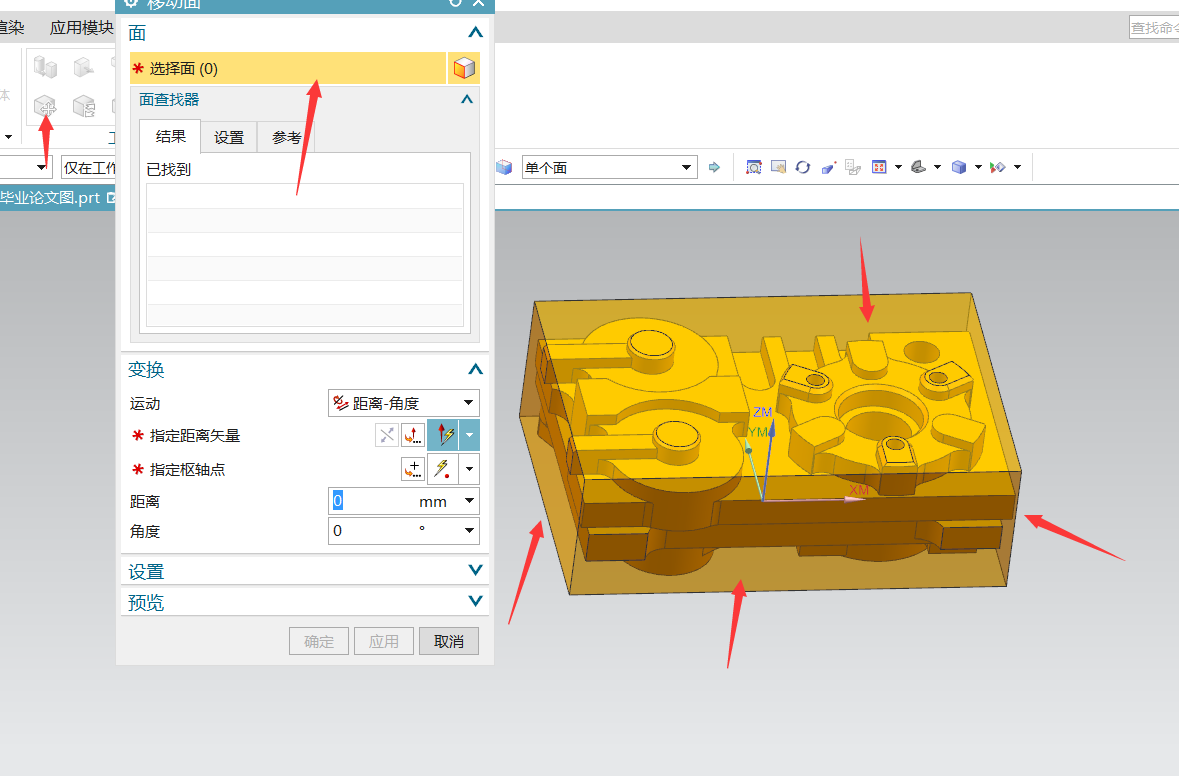 移动面
渲染 应用模块
查找命令
面
* 选择面 (0)
面查找器
结果 设置 参考
已找到
体
仅在工作
单个面
毕业论文图.prt
变换
运动
距离-角度
* 指定距离矢量
* 指定枢轴点
距离
0 mm
角度
0 °
设置
预览
确定 应用 取消
ZM
YM
XM